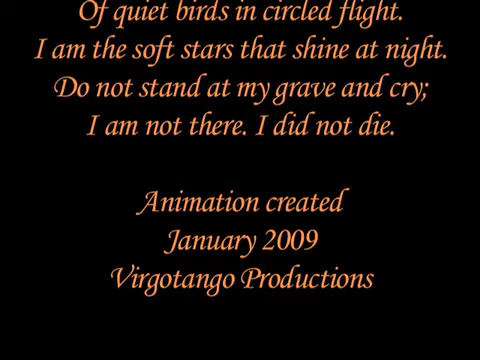 Of quiet birds in circled flight.
I am the soft stars that shine at night.
Do not stand at my grave and cry;
I am not there. I did not die.
Animation created
January 2009
Virgotango Productions